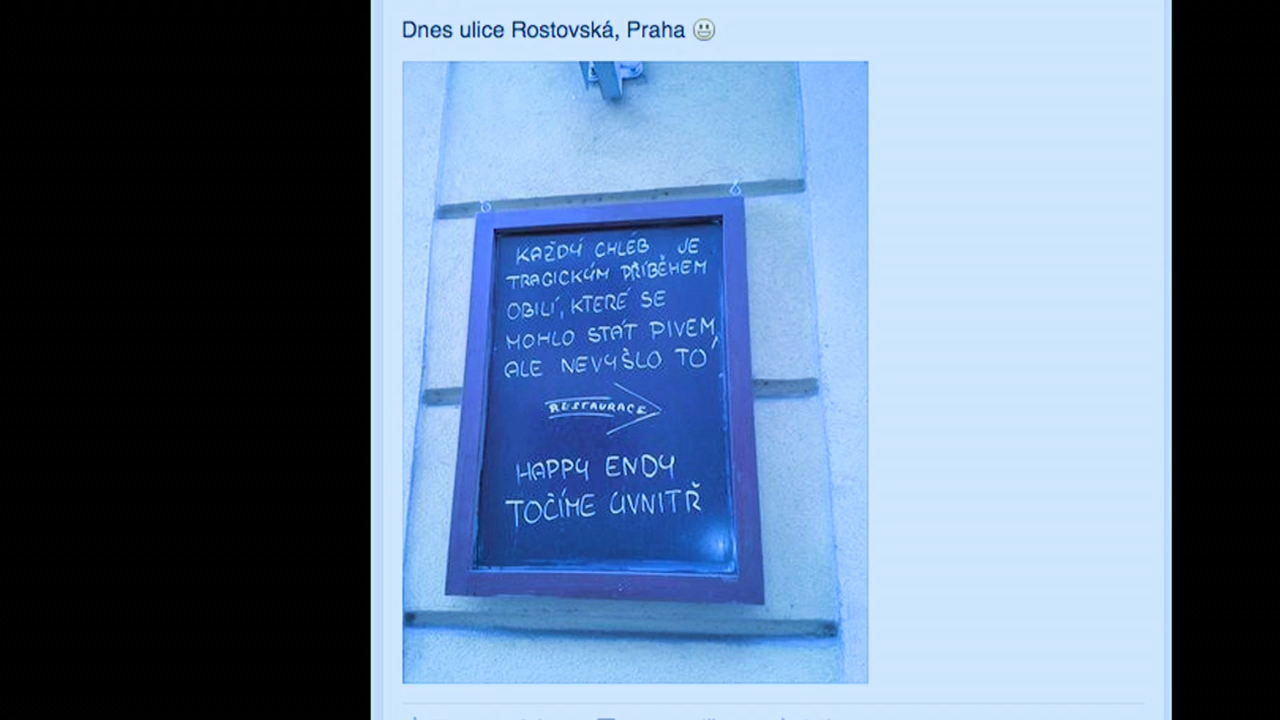 Dnes ulice Rostovská, Praha 😃
KAŽDÝ CHLÉB JE
TRAGICKÝM PŘÍBĚHEM
OBILÍ, KTERÉ SE
MOHLO STÁT PIVEM,
ALE NEVYŠLO TO
RESTAURACE
HAPPY ENDY
TOČÍME UVNITŘ